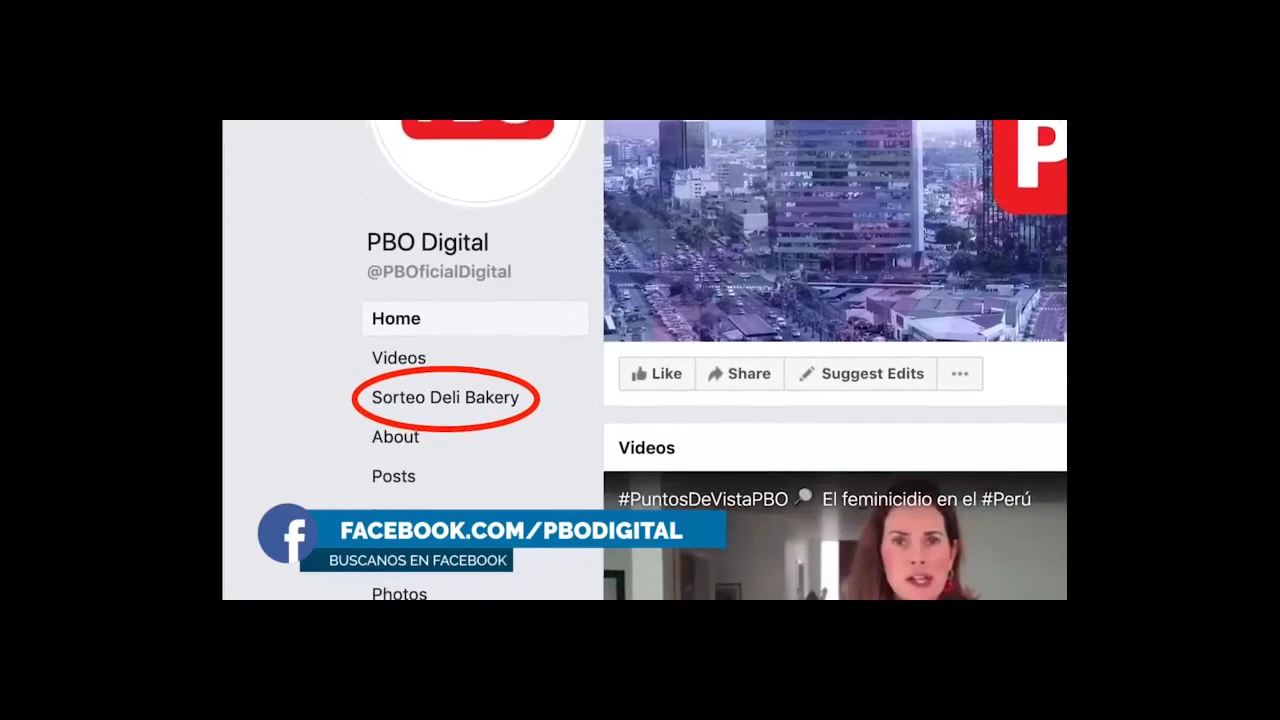 PBO Digital
@PBOficialDigital
Home
Videos
Sorteo Deli Bakery
About
Posts
Photos
Like
Share
Suggest Edits
Videos
#PuntosDeVistaPBO 🔎 El feminicidio en el #Perú
FACEBOOK.COM/PBODIGITAL
BUSCANOS EN FACEBOOK